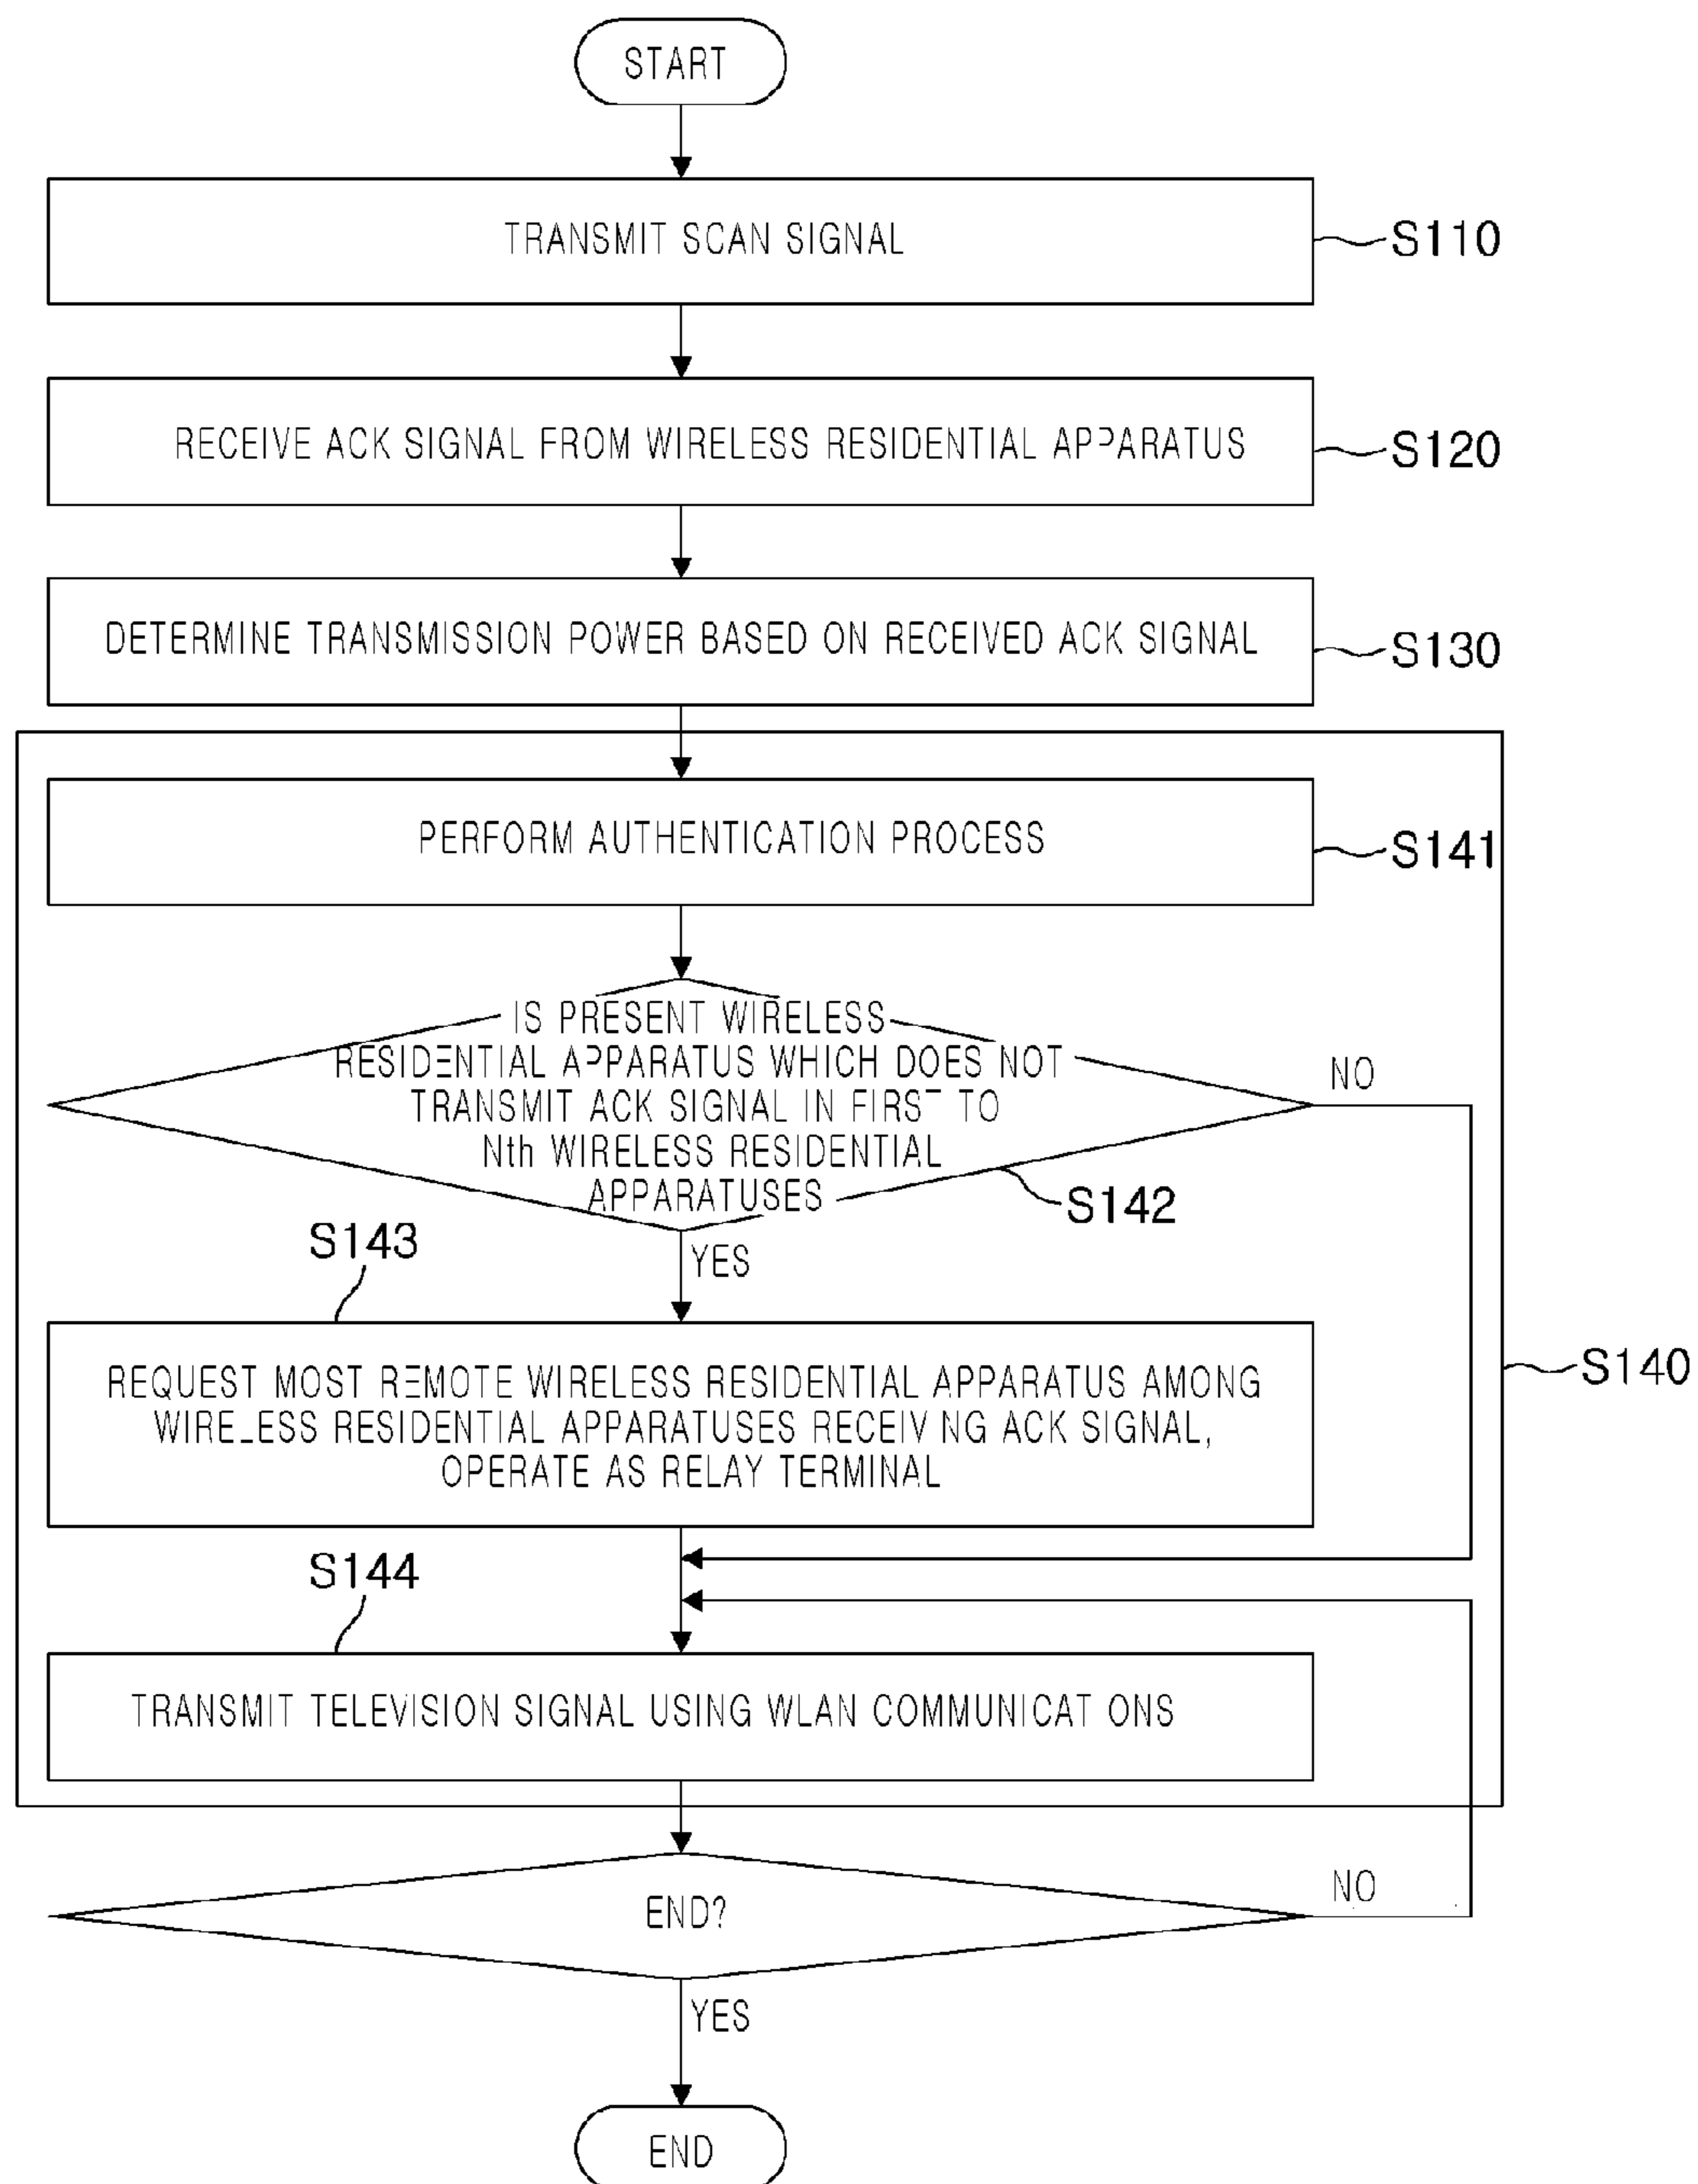 START
TRANSMIT SCAN SIGNAL
S110
RECEIVE ACK SIGNAL FROM WIRELESS RESIDENTIAL APPARATUS
S120
DETERMINE TRANSMISSION POWER BASED ON RECEIVED ACK SIGNAL
S130
PERFORM AUTHENTICATION PROCESS
S141
IS PRESENT WIRELESS
RESIDENTIAL APPARATUS WHICH DOES NOT
TRANSMIT ACK SIGNAL IN FIRST TO
Nth WIRELESS RESIDENTIAL
APPARATUSES
NO
S142
YES
S143
REQUEST MOST REMOTE WIRELESS RESIDENTIAL APPARATUS AMONG
WIRELESS RESIDENTIAL APPARATUSES RECEIVING ACK SIGNAL,
OPERATE AS RELAY TERMINAL
S140
S144
TRANSMIT TELEVISION SIGNAL USING WLAN COMMUNICATIONS
END?
NO
YES
END